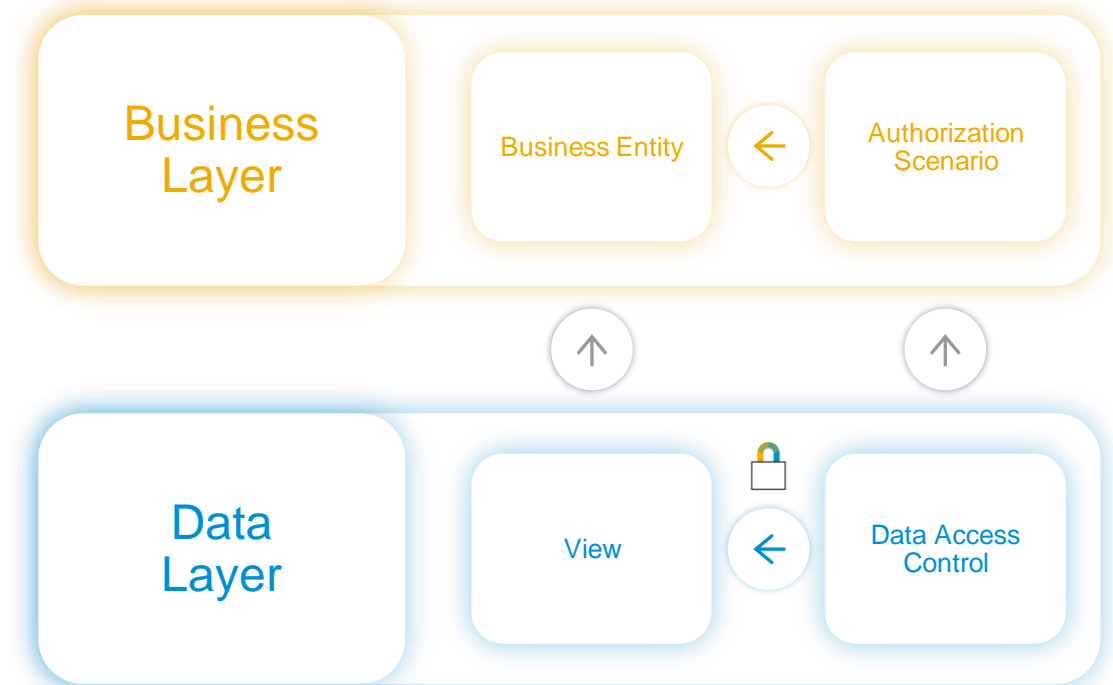 Business
Layer
Business Entity
Authorization
Scenario
Data
Layer
View
Data Access
Control